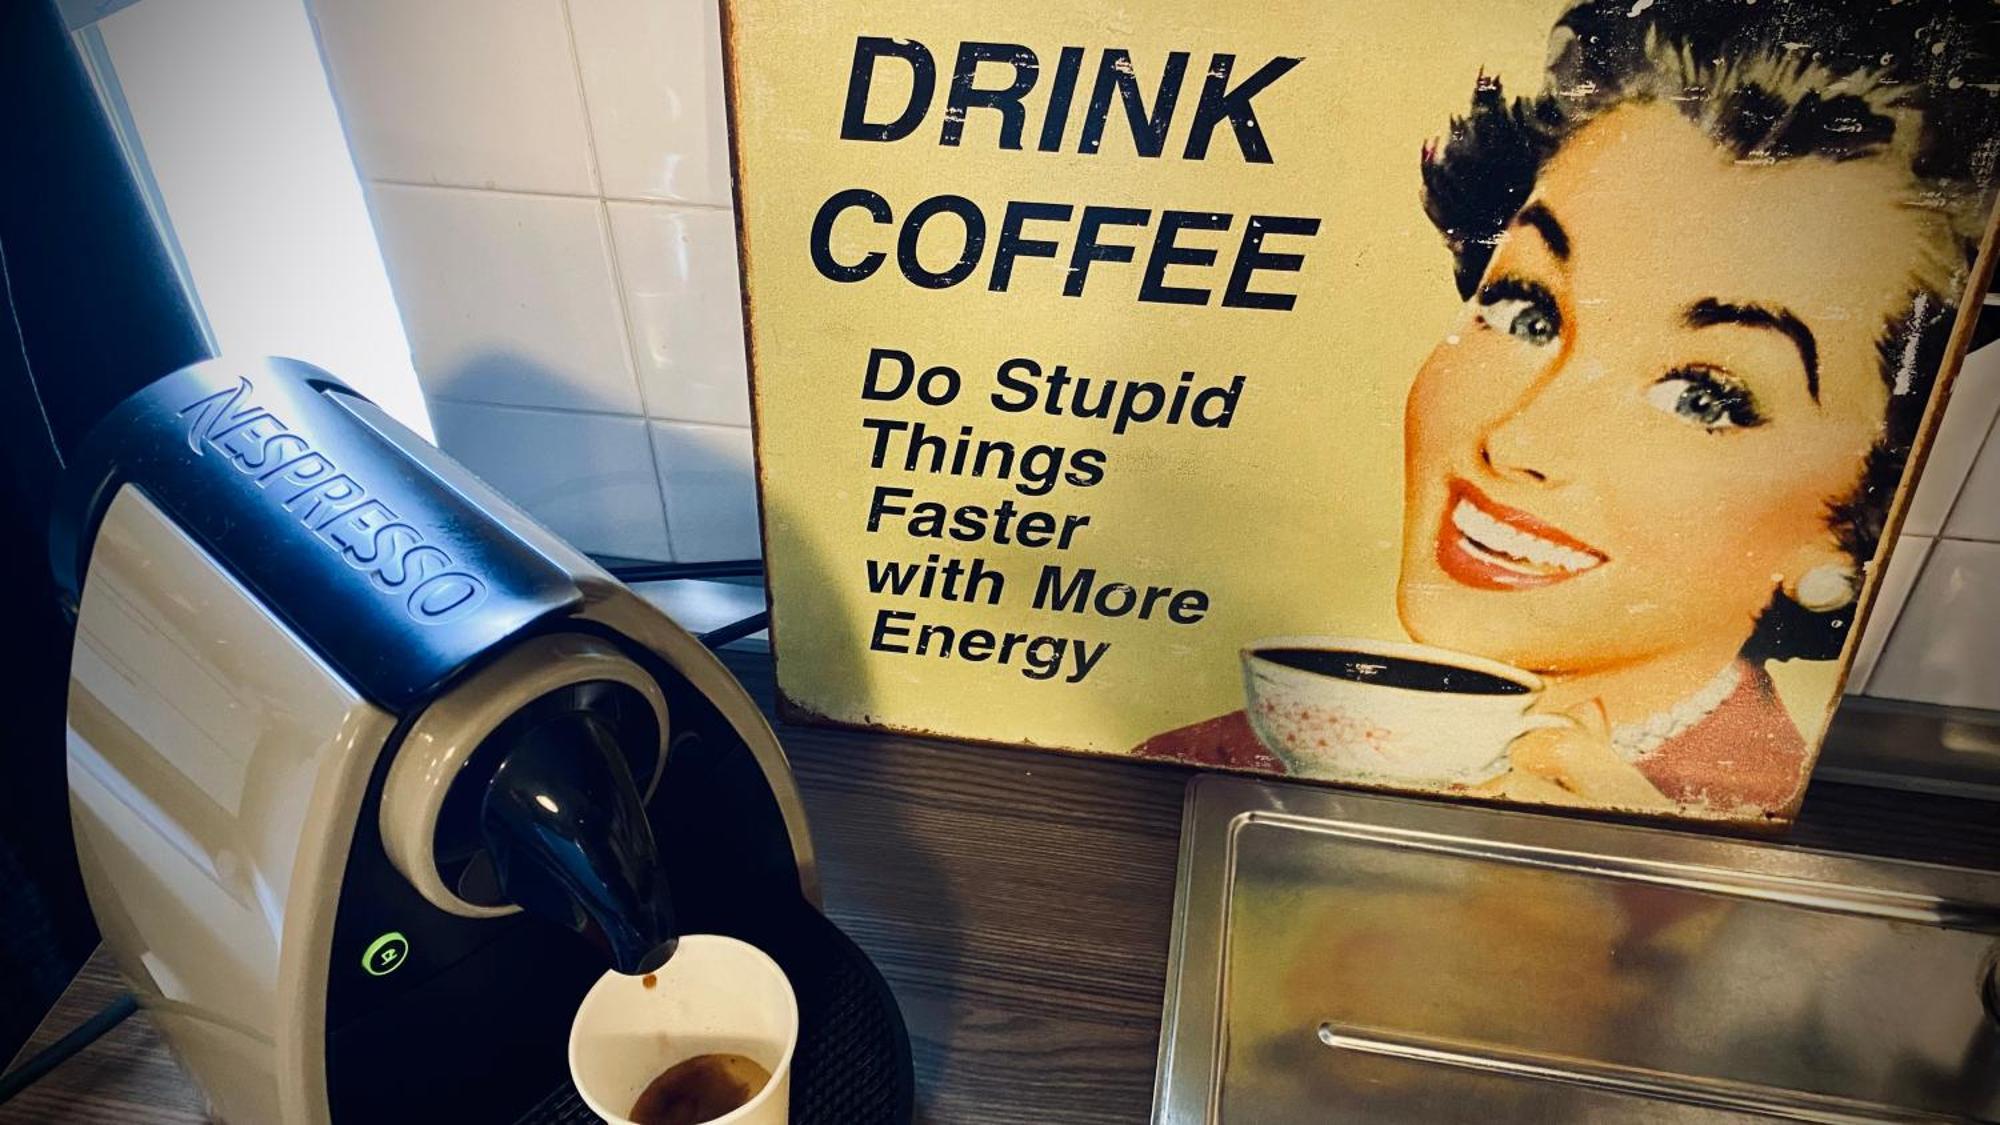 DRINK
COFFEE
Do Stupid
Things
Faster
with More
Energy
NESPRESSO